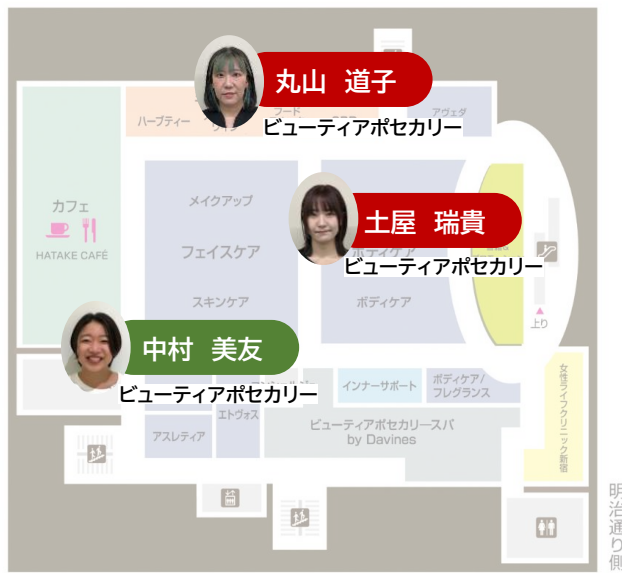 丸山 道子
ビューティアポセカリー
ハーブティー
フード
アヴェダ
メイクアップ
土屋 瑞貴
ビューティアポセカリー
カフェ
HATAKE CAFÉ
フェイスケア
ボディケア
スキンケア
ボディケア
上り
中村 美友
ビューティアポセカリー
インナーサポート
ボディケア/
フレグランス
エトヴォス
アスレティア
ビューティアポセカリースパ
by Davines
女性ライフクリニック新宿
明治通り側